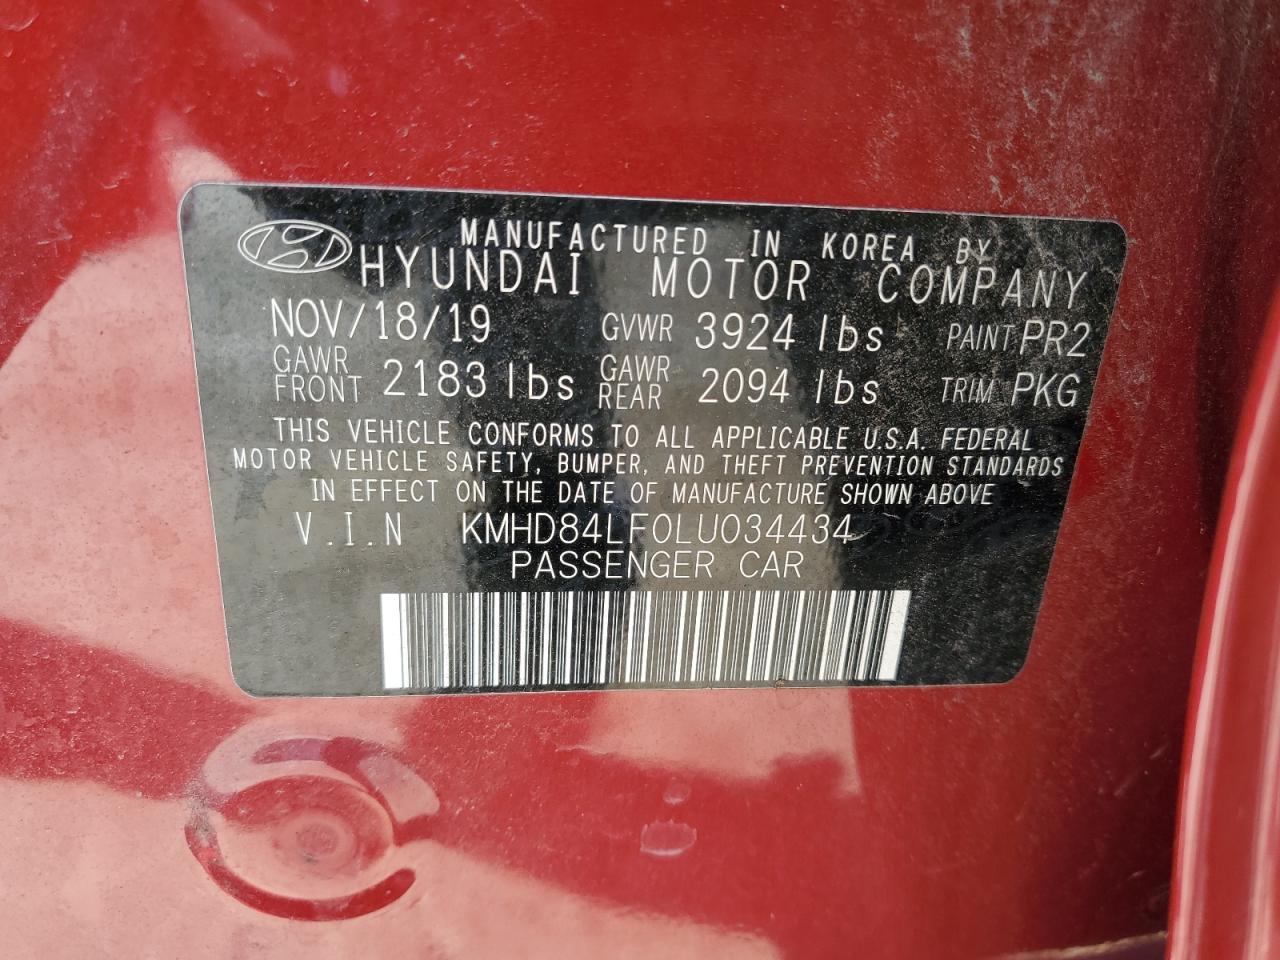 MANUFACTURED IN KOREA BY
HYUNDAI MOTOR COMPANY
NOV/18/19 GVWR 3924 lbs PAINT PR2
GAWR FRONT 2183 lbs GAWR REAR 2094 lbs TRIM PKG
THIS VEHICLE CONFORMS TO ALL APPLICABLE U.S.A. FEDERAL
MOTOR VEHICLE SAFETY, BUMPER, AND THEFT PREVENTION STANDARDS
IN EFFECT ON THE DATE OF MANUFACTURE SHOWN ABOVE
V.I.N KMHD84LF0LU034434
PASSENGER CAR